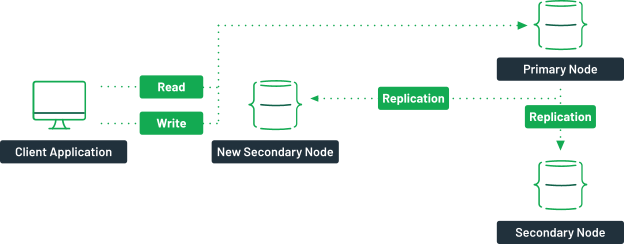 Primary Node
Read
Replication
Replication
Write
Client Application
New Secondary Node
Secondary Node